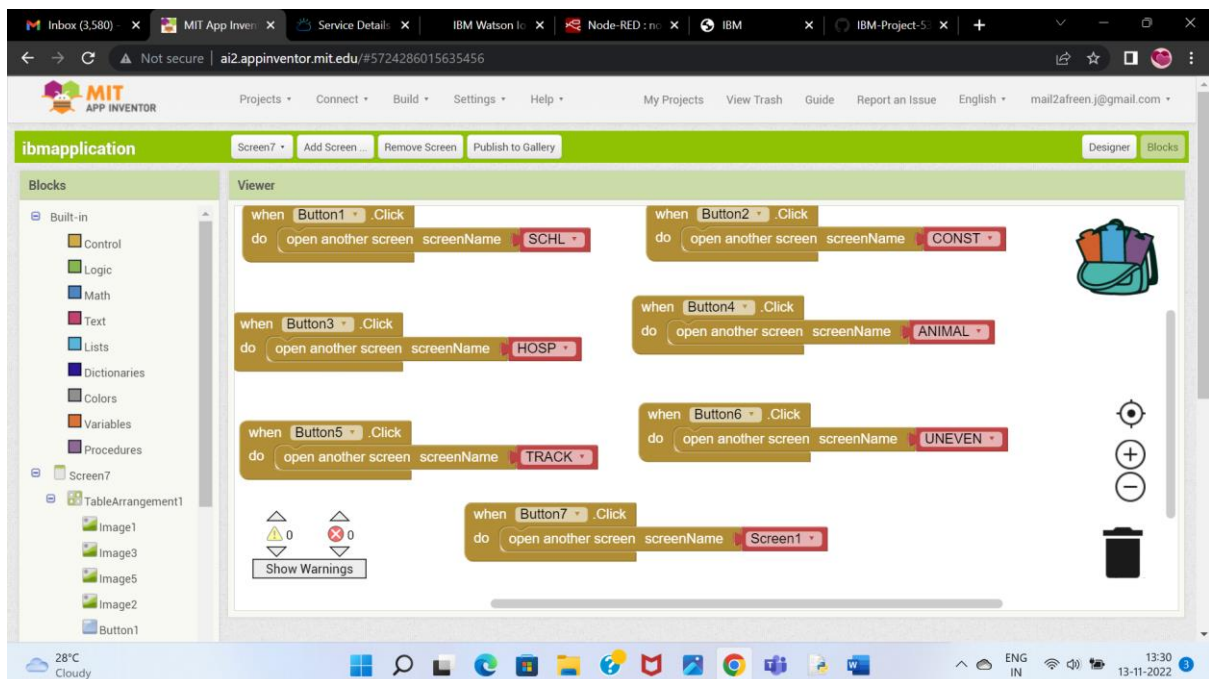 Inbox (3,580) -
MIT App Inven
Service Details
IBM Watson Io
Node-RED : no
IBM
IBM-Project-53
Not secure | ai2.appinventor.mit.edu/#5724286015635456
MIT
APP INVENTOR
Projects Connect Build Settings Help My Projects View Trash Guide Report an Issue English mail2afreen.j@gmail.com
ibmapplication
Screen7 Add Screen ... Remove Screen Publish to Gallery Designer Blocks
Blocks
Built-in
Control
Logic
Math
Text
Lists
Dictionaries
Colors
Variables
Procedures
Screen7
TableArrangement1
Image1
Image3
Image5
Image2
Button1
Viewer
when Button1 .Click
do open another screen screenName SCHL
when Button2 .Click
do open another screen screenName CONST
when Button3 .Click
do open another screen screenName HOSP
when Button4 .Click
do open another screen screenName ANIMAL
when Button5 .Click
do open another screen screenName TRACK
when Button6 .Click
do open another screen screenName UNEVEN
when Button7 .Click
do open another screen screenName Screen1
0 0
Show Warnings
28°C
Cloudy
ENG
IN
13:30
13-11-2022
3